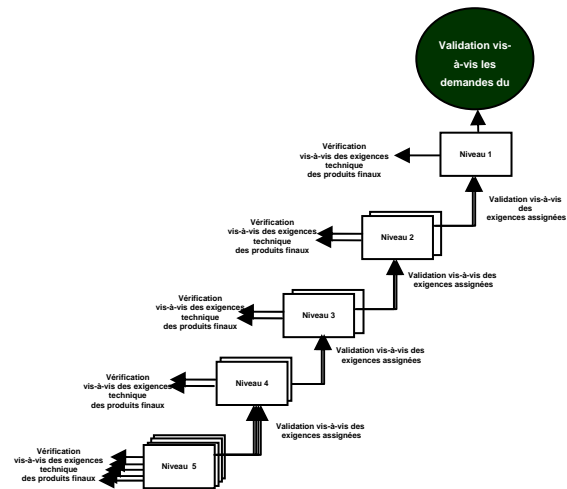 Validation vis-
à-vis les
demandes du
Vérification
vis-à-vis des exigences
technique
des produits finaux
Niveau 1
Validation vis-à-vis
des
exigences assignées
Vérification
vis-à-vis des exigences
technique
des produits finaux
Niveau 2
Validation vis-à-vis des
exigences assignées
Vérification
vis-à-vis des exigences
technique
des produits finaux
Niveau 3
Validation vis-à-vis des
exigences assignées
Vérification
vis-à-vis des exigences
technique
des produits finaux
Niveau 4
Validation vis-à-vis des
exigences assignées
Vérification
vis-à-vis des exigences
technique
des produits finaux
Niveau 5